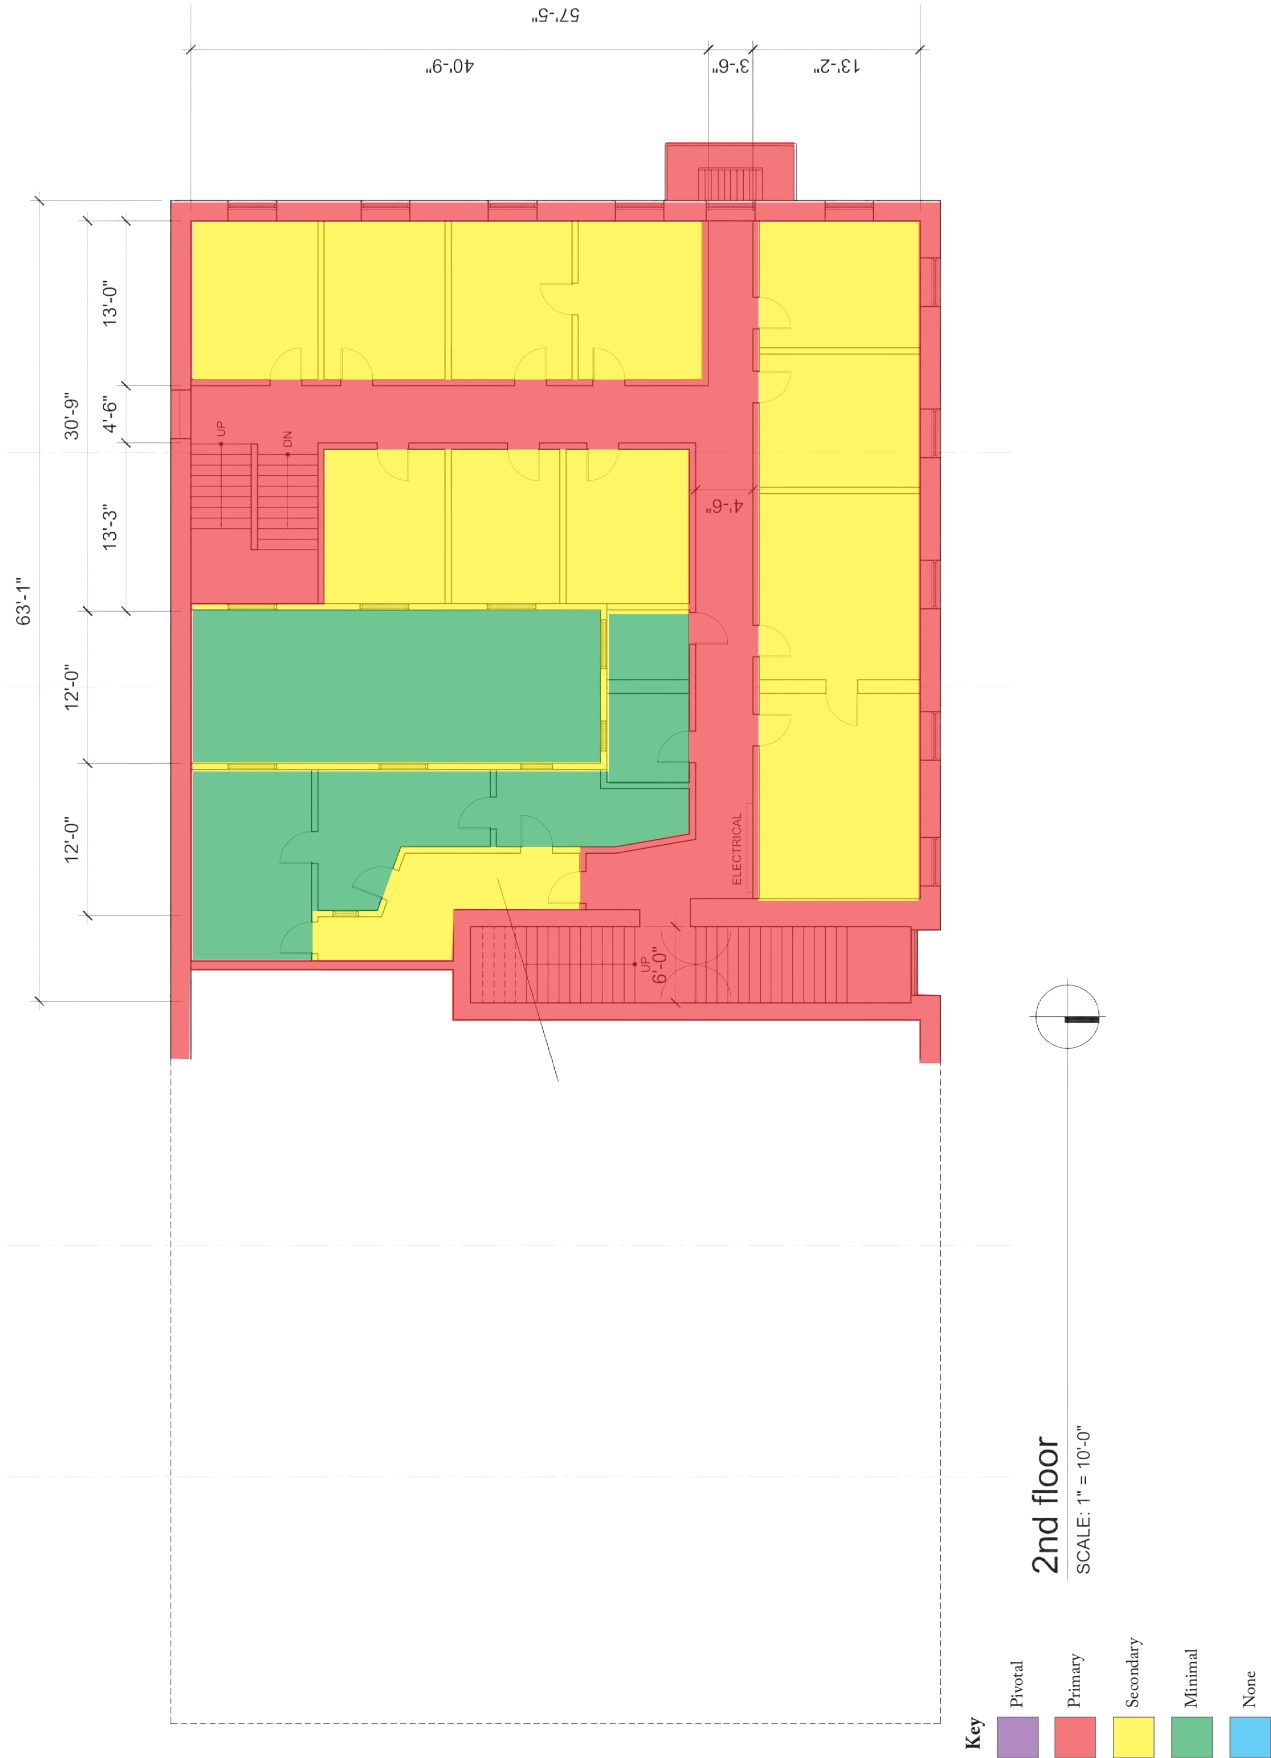 57'-5"
40'-9"
3'-6"
13'-2"
63'-1"
30'-9"
13'-0"
4'-6"
13'-3"
12'-0"
12'-0"
UP
DN
4'-6"
ELECTRICAL
UP
6'-0"
2nd floor
SCALE: 1" = 10'-0"
Key
Pivotal
Primary
Secondary
Minimal
None